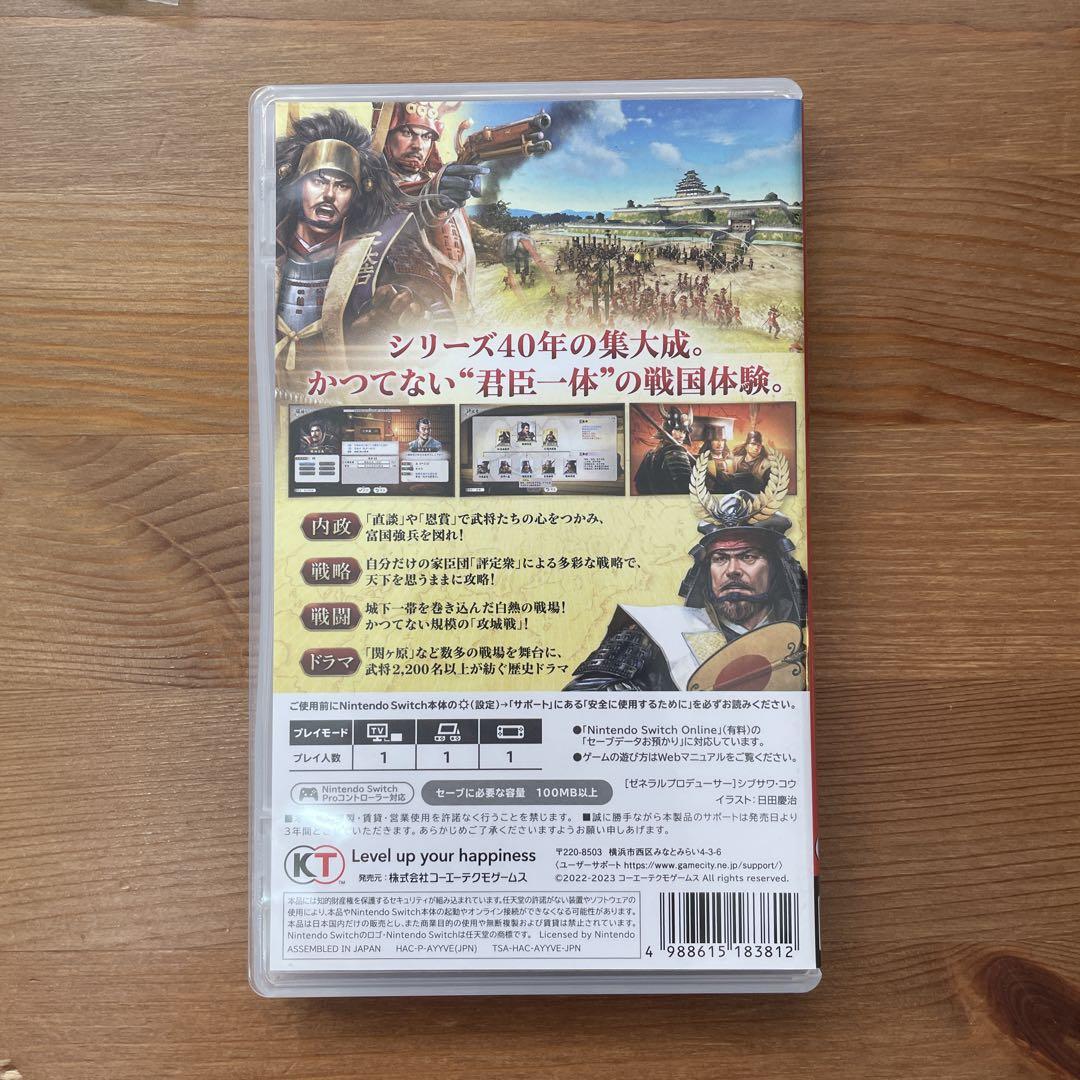 シリーズ40年の集大成。
かつてない“君臣一体”の戦国体験。
内政
「直談」や「恩賞」で武将たちの心をつかみ、
富国強兵を図れ!
戦略
自分だけの家臣団「評定衆」による多彩な戦略で、
天下を思うままに攻略!
戦闘
城下一帯を巻き込んだ白熱の戦場!
かつてない規模の「攻城戦」!
ドラマ
「関ヶ原」など数多の戦場を舞台に、
武将2,200名以上が紡ぐ歴史ドラマ
ご使用前にNintendo Switch本体の(設定)→「サポート」にある「安全に使用するために」を必ずお読みください。
プレイモード TV
プレイ人数 1 1 1
●「Nintendo Switch Online」(有料)の
「セーブデータお預かり」に対応しています。
●ゲームの遊び方はWebマニュアルをご覧ください。
Nintendo Switch
Proコントローラー対応
セーブに必要な容量 100MB以上
[ゼネラルプロデューサー]シブサワ・コウ
イラスト:日田慶治
製・賃貸・営業使用を許諾なく行うことを禁じます。 ■誠に勝手ながら本製品のサポートは発売日より
3年間と いただきます。あらかじめご了承くださいますようお願い申しあげます。
KT TM
Level up your happiness
発売元:株式会社コーエーテクモゲームス
〒220-8503 横浜市西区みなとみらい4-3-6
〈ユーザーサポート https://www.gamecity.ne.jp/support/〉
©2022-2023 コーエーテクモゲームス All rights reserved.
本品には知的財産権を保護するセキュリティが組み込まれています。任天堂の許諾がない装置やソフトウェアの
使用により、本品やNintendo Switch本体の起動やオンライン接続ができなくなる可能性があります。
本品は日本国内だけの販売とし、また商業目的の使用や無断複製および賃貸は禁止されています。
Nintendo Switchのロゴ・Nintendo Switchは任天堂の商標です。 Licensed by Nintendo
ASSEMBLED IN JAPAN HAC-P-AYYVE(JPN) TSA-HAC-AYYVE-JPN
4 988615 183812